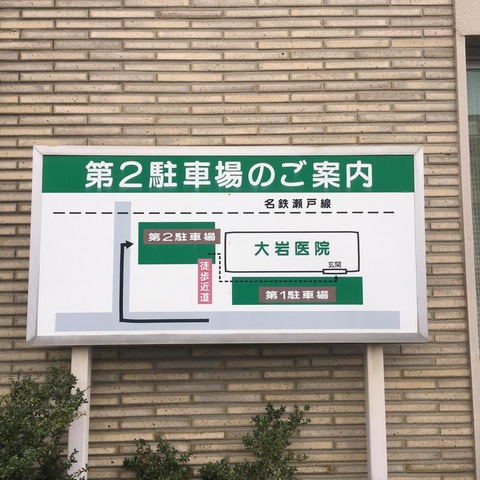 第2駐車場のご案内
名鉄瀬戸線
第2駐車場
大岩医院
徒歩近道
玄関
第1駐車場